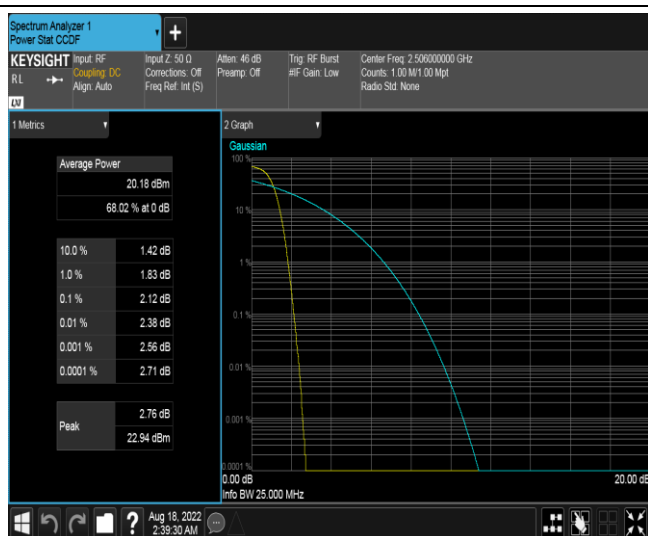 Spectrum Analyzer 1
Power Stat CCDF
+
KEYSIGHT
RL
LXI
Input: RF
Coupling: DC
Align: Auto
Input Z: 50 Ω
Corrections: Off
Freq Ref: Int (S)
Atten: 46 dB
Preamp: Off
Trig: RF Burst
#IF Gain: Low
Center Freq: 2.506000000 GHz
Counts: 1.00 M/1.00 Mpt
Radio Std: None
1 Metrics
Average Power
20.18 dBm
68.02 % at 0 dB
10.0 % 1.42 dB
1.0 % 1.83 dB
0.1 % 2.12 dB
0.01 % 2.38 dB
0.001 % 2.56 dB
0.0001 % 2.71 dB
Peak
2.76 dB
22.94 dBm
2 Graph
Gaussian
100 %
10 %
1 %
0.1 %
0.01 %
0.001 %
0.0001 %
0.00 dB
20.00 dB
Info BW 25.000 MHz
?
Aug 18, 2022
2:39:30 AM